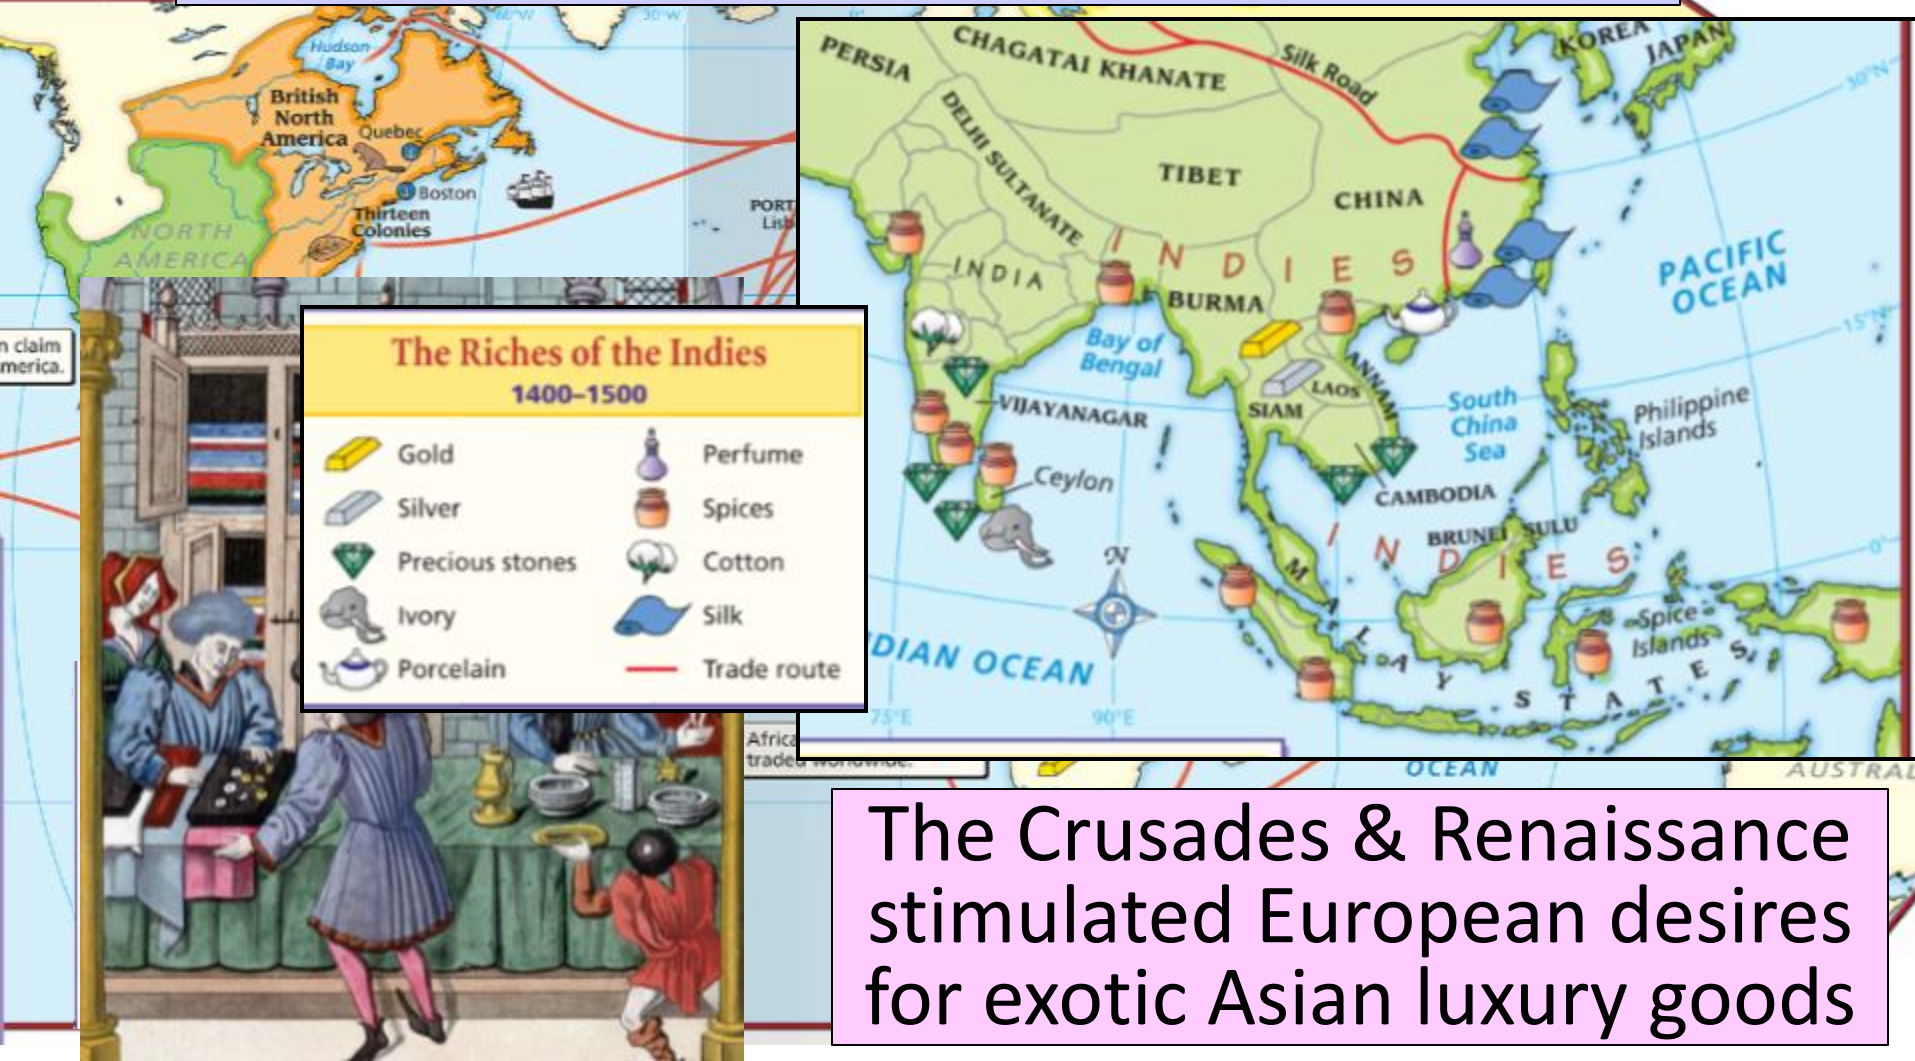 60°W
30°W
0°
Hudson
Bay
British
North
America
Quebec
Boston
Thirteen
Colonies
NORTH
AMERICA
PORT
Lisb
n claim
merica.
PERSIA
CHAGATAI KHANATE
Silk Road
KOREA
JAPAN
30°N
DELHI SULTANATE
TIBET
CHINA
INDIES
INDIA
BURMA
PACIFIC
OCEAN
15°N
Bay of
Bengal
ANNAM
LAOS
SIAM
VIJAYANAGAR
South
China
Sea
Philippine
Islands
Ceylon
CAMBODIA
BRUNEI
SULU
INDIES
N
0°
MALAY STATES
Spice
Islands
DIAN OCEAN
75°E
90°E
The Riches of the Indies
1400–1500
Gold
Perfume
Silver
Spices
Precious stones
Cotton
Ivory
Silk
Porcelain
Trade route
Africa
traded worldwide.
OCEAN
AUSTRAL
The Crusades & Renaissance
stimulated European desires
for exotic Asian luxury goods